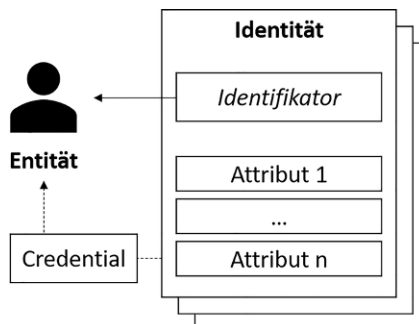 Identität
Identifikator
Entität
Attribut 1
...
Credential
Attribut n